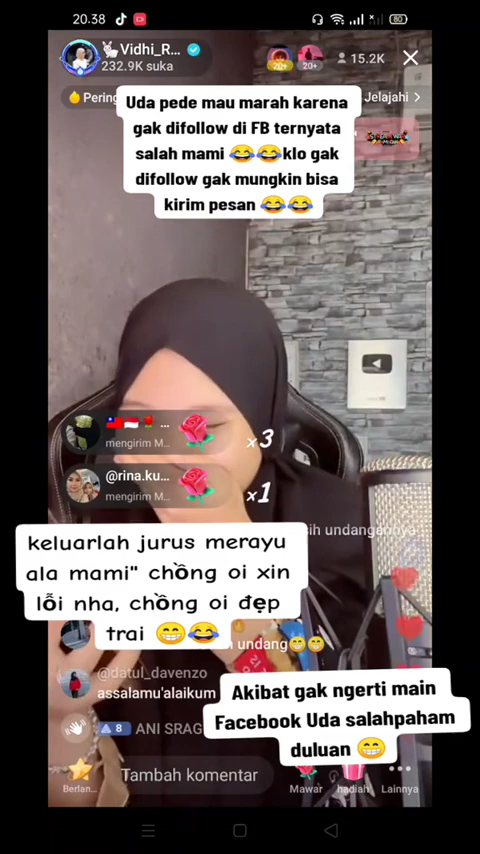 20.38
80
Vidhi_R...
232.9K suka
20+
20+
15.2K
Pering
Jelajahi >
Uda pede mau marah karena
gak difollow di FB ternyata
salah mami 😂😂klo gak
difollow gak mungkin bisa
kirim pesan 😂😂
🇹🇼🇮🇩🌹 ...
mengirim M...
x3
@rina.ku...
mengirim M...
x1
undangannya
keluarlah jurus merayu
ala mami" chồng oi xin
lỗi nha, chồng oi đẹp
trai 😁😂
undang😁😁
@datul_davenzo
assalamu'alaikum
Akibat gak ngerti main
Facebook Uda salahpaham
duluan 😁
8 ANI SRAG
Berlan...
Tambah komentar
Mawar
hadiah
Lainnya